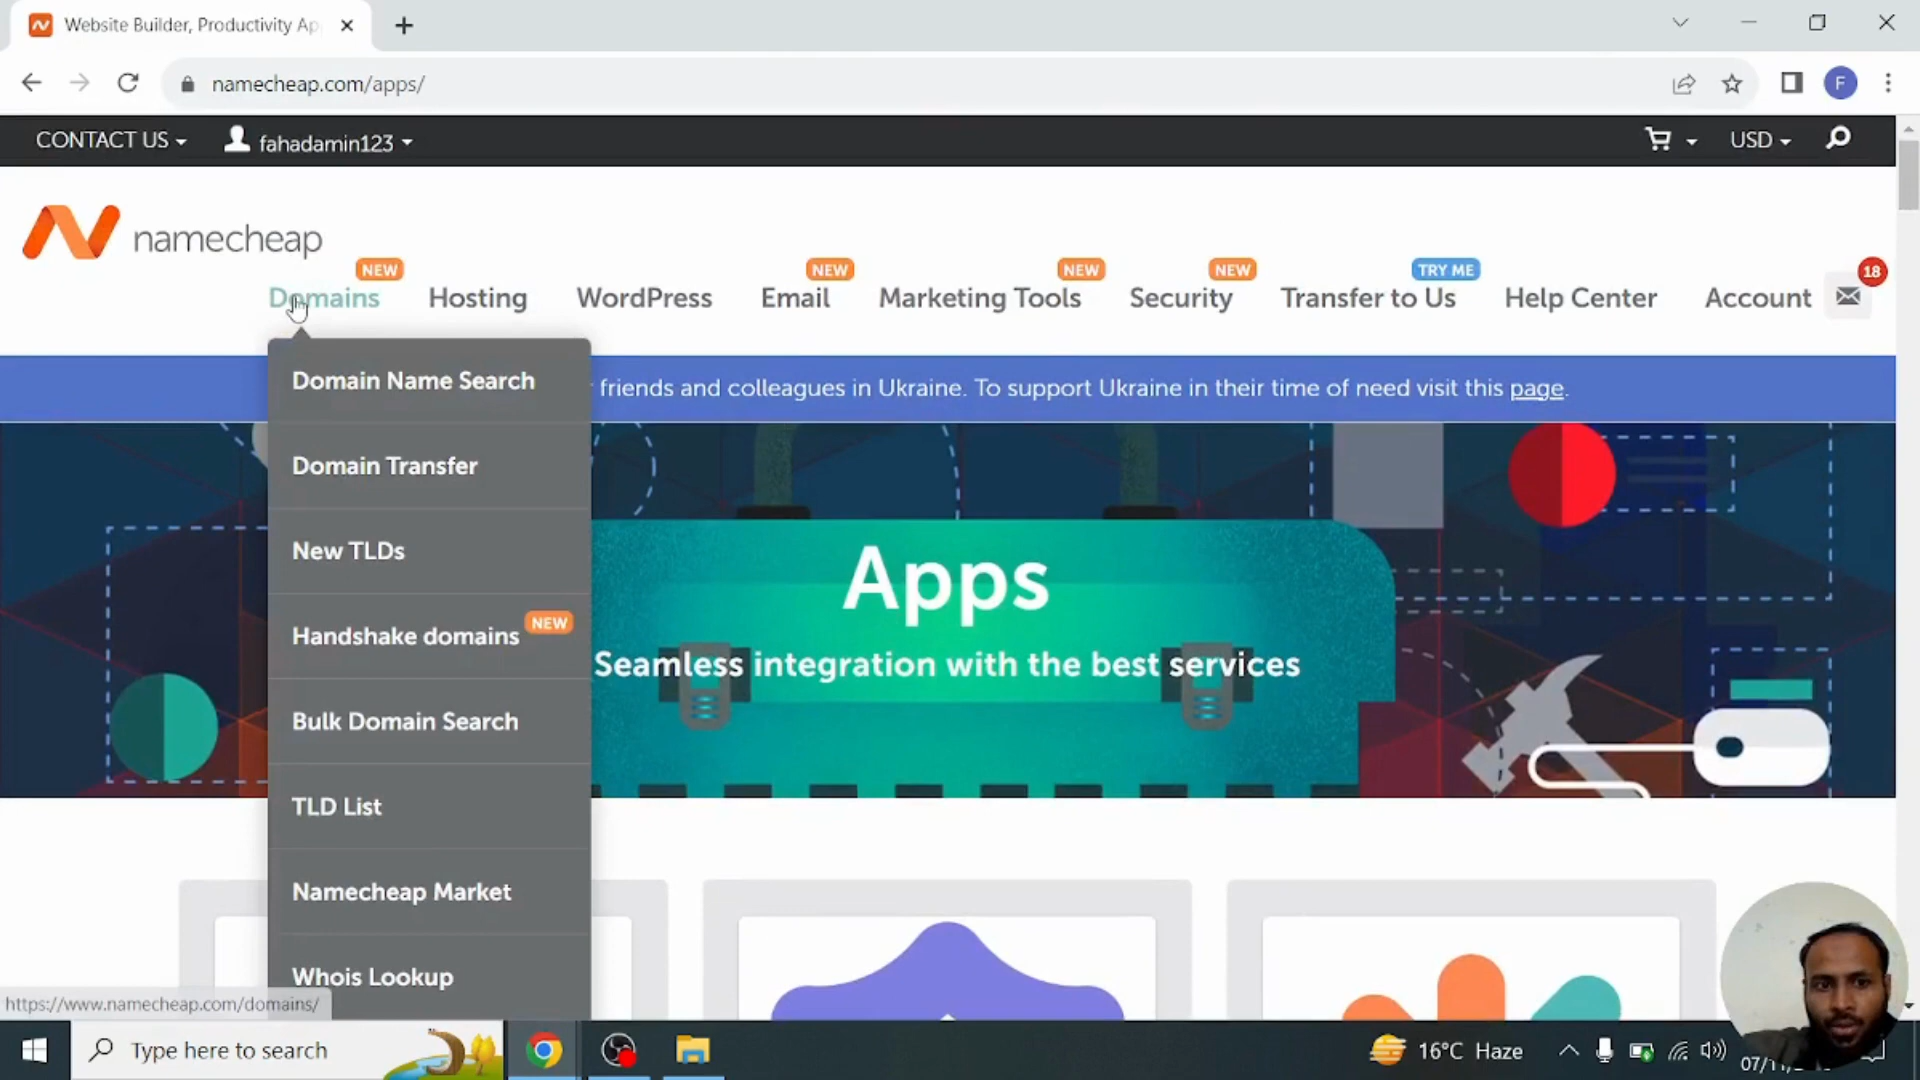 Website Builder, Productivity Ap
namecheap.com/apps/
F
CONTACT US
fahadamin123
USD
namecheap
NEW
NEW
NEW
NEW
TRY ME
18
Domains
Hosting
WordPress
Email
Marketing Tools
Security
Transfer to Us
Help Center
Account
Domain Name Search
friends and colleagues in Ukraine. To support Ukraine in their time of need visit this page.
Domain Transfer
New TLDs
Handshake domains
NEW
Bulk Domain Search
TLD List
Namecheap Market
Whois Lookup
Apps
Seamless integration with the best services
https://www.namecheap.com/domains/
Type here to search
16°C Haze